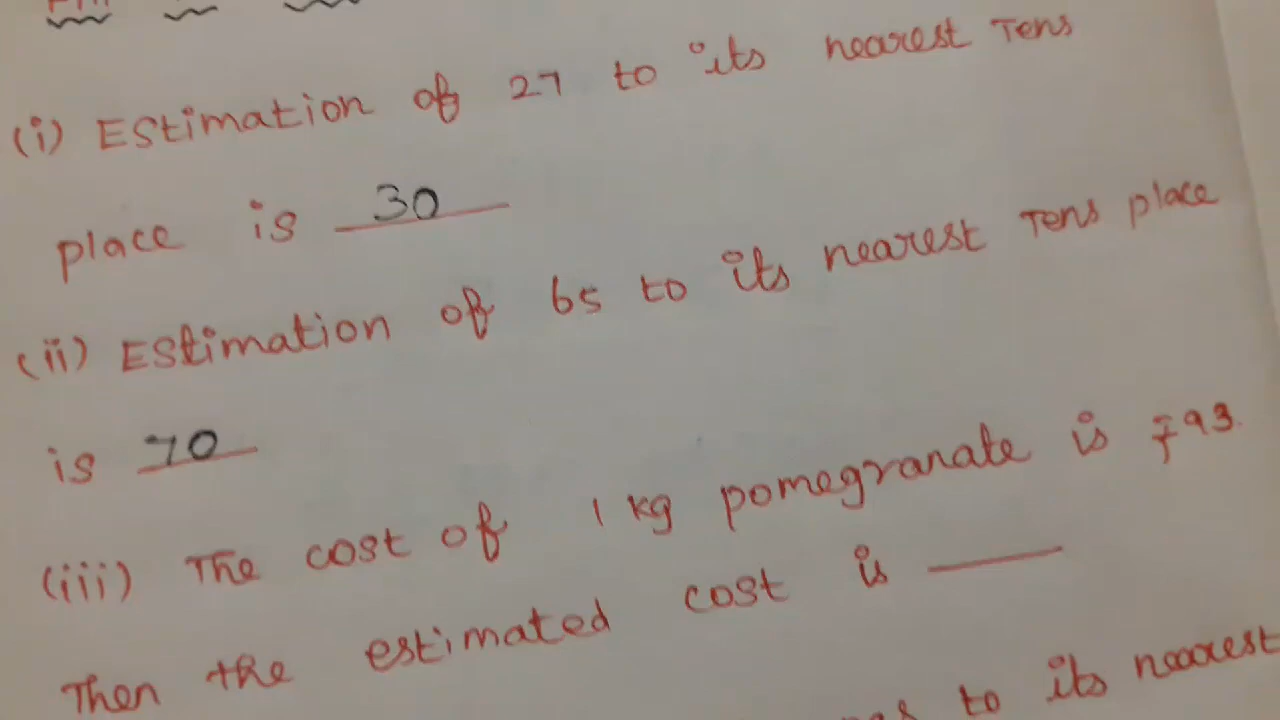 (i) Estimation of 27 to its nearest Tens
place is 30
(ii) Estimation of 65 to its nearest Tens place
is 70
(iii) The cost of 1 kg pomegranate is ₹93.
Then the estimated cost is ___
to its nearest